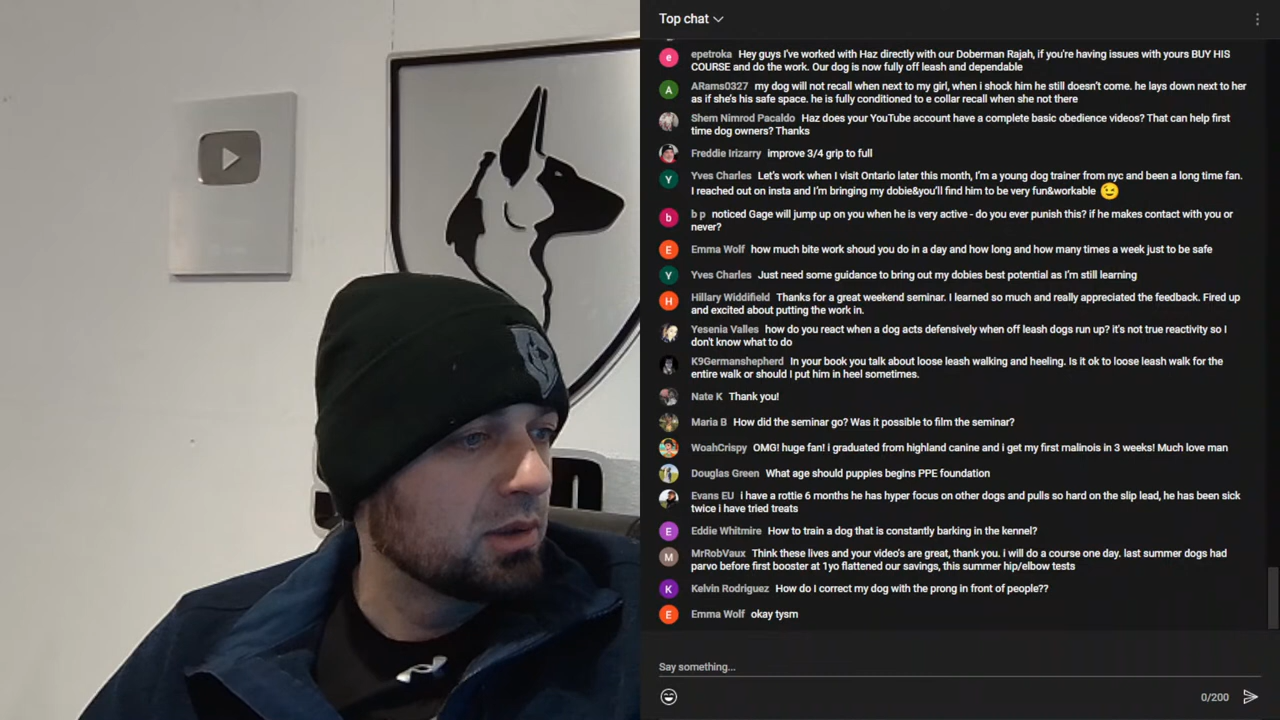 Top chat
epetroka Hey guys I've worked with Haz directly with our Doberman Rajah, if you're having issues with yours BUY HIS
COURSE and do the work. Our dog is now fully off leash and dependable
ARams0327 my dog will not recall when next to my girl, when i shock him he still doesn't come. he lays down next to her
as if she's his safe space. he is fully conditioned to e collar recall when she not there
Shem Nimrod Pacaldo Haz does your YouTube account have a complete basic obedience videos? That can help first
time dog owners? Thanks
Freddie Irizarry improve 3/4 grip to full
Yves Charles Let's work when I visit Ontario later this month, I'm a young dog trainer from nyc and been a long time fan.
I reached out on insta and I'm bringing my dobie&you'll find him to be very fun&workable 😉
b p noticed Gage will jump up on you when he is very active - do you ever punish this? if he makes contact with you or
never?
Emma Wolf how much bite work shoud you do in a day and how long and how many times a week just to be safe
Yves Charles Just need some guidance to bring out my dobies best potential as I'm still learning
Hillary Widdifield Thanks for a great weekend seminar. I learned so much and really appreciated the feedback. Fired up
and excited about putting the work in.
Yesenia Valles how do you react when a dog acts defensively when off leash dogs run up? it's not true reactivity so I
don't know what to do
K9Germanshepherd In your book you talk about loose leash walking and heeling. Is it ok to loose leash walk for the
entire walk or should I put him in heel sometimes.
Nate K Thank you!
Maria B How did the seminar go? Was it possible to film the seminar?
WoahCrispy OMG! huge fan! i graduated from highland canine and i get my first malinois in 3 weeks! Much love man
Douglas Green What age should puppies begins PPE foundation
Evans EU i have a rottie 6 months he has hyper focus on other dogs and pulls so hard on the slip lead, he has been sick
twice i have tried treats
Eddie Whitmire How to train a dog that is constantly barking in the kennel?
MrRobVaux Think these lives and your video's are great, thank you. i will do a course one day. last summer dogs had
parvo before first booster at 1yo flattened our savings, this summer hip/elbow tests
Kelvin Rodriguez How do I correct my dog with the prong in front of people??
Emma Wolf okay tysm
Say something...
0/200